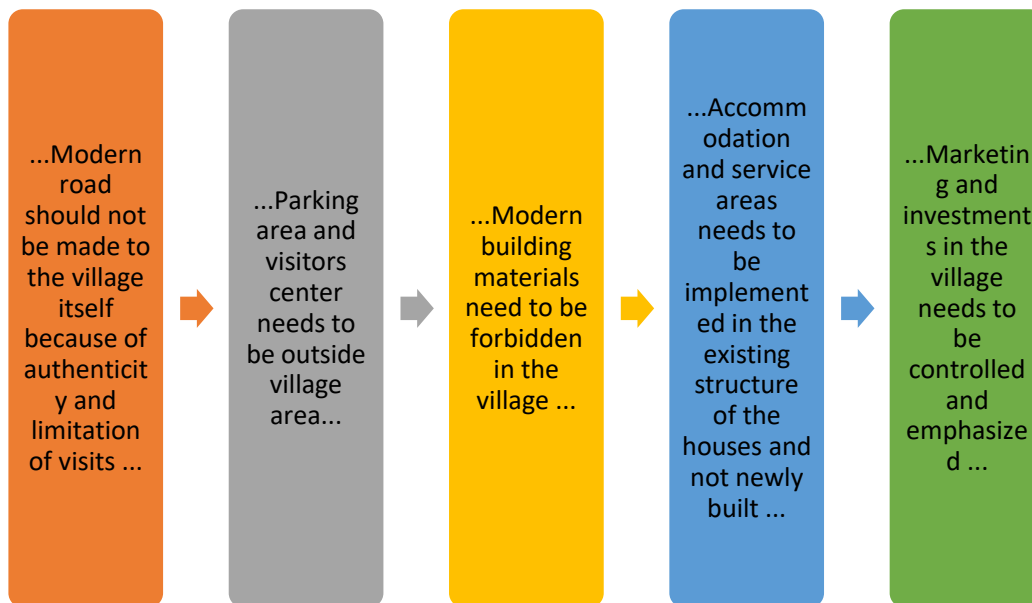 ...Modern
road
should not
be made to
the village
itself
because of
authenticit
y and
limitation
of visits ...
...Parking
area and
visitors
center
needs to
be outside
village
area...
...Modern
building
materials
need to be
forbidden
in the
village ...
...Accomm
odation
and service
areas
needs to
be
implement
ed in the
existing
structure
of the
houses and
not newly
built ...
...Marketin
g and
investment
s in the
village
needs to
be
controlled
and
emphasize
d ...